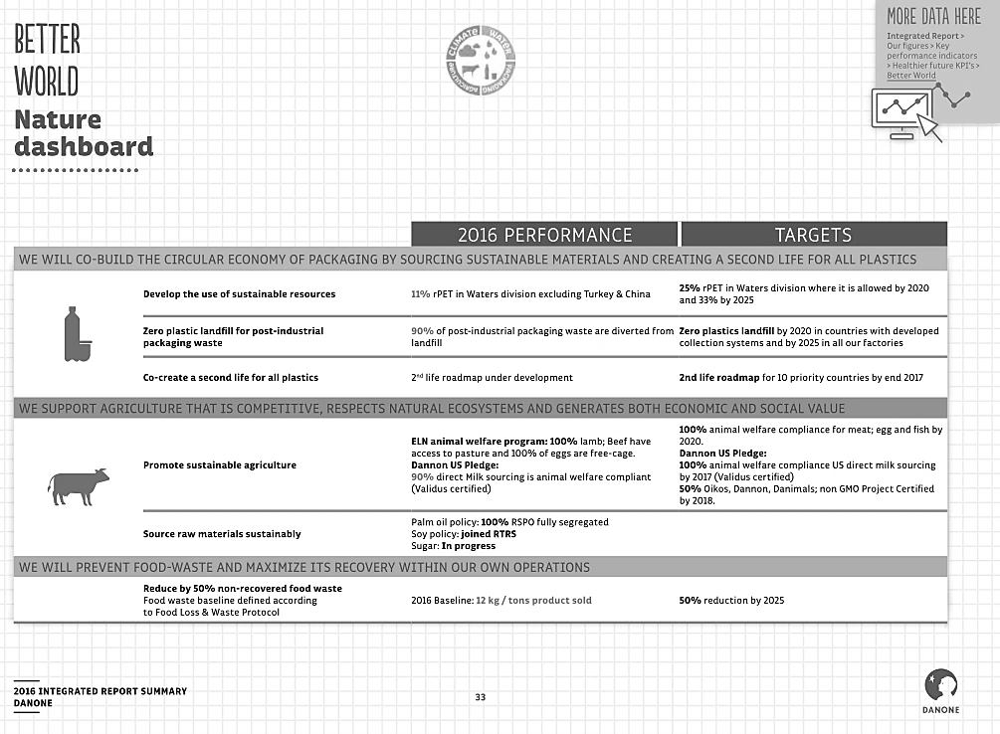 BETTER
WORLD
Nature
dashboard
CLIMATE WATER PACKAGING AGRICULTURE
MORE DATA HERE
Integrated Report >
Our figures > Key
performance indicators
> Healthier future KPI's >
Better World
2016 PERFORMANCE
TARGETS
WE WILL CO-BUILD THE CIRCULAR ECONOMY OF PACKAGING BY SOURCING SUSTAINABLE MATERIALS AND CREATING A SECOND LIFE FOR ALL PLASTICS
Develop the use of sustainable resources
11% rPET in Waters division excluding Turkey & China
25% rPET in Waters division where it is allowed by 2020
and 33% by 2025
Zero plastic landfill for post-industrial
packaging waste
90% of post-industrial packaging waste are diverted from
landfill
Zero plastics landfill by 2020 in countries with developed
collection systems and by 2025 in all our factories
Co-create a second life for all plastics
2nd life roadmap under development
2nd life roadmap for 10 priority countries by end 2017
WE SUPPORT AGRICULTURE THAT IS COMPETITIVE, RESPECTS NATURAL ECOSYSTEMS AND GENERATES BOTH ECONOMIC AND SOCIAL VALUE
Promote sustainable agriculture
ELN animal welfare program: 100% lamb; Beef have
access to pasture and 100% of eggs are free-cage.
Dannon US Pledge:
90% direct Milk sourcing is animal welfare compliant
(Validus certified)
100% animal welfare compliance for meat; egg and fish by
2020.
Dannon US Pledge:
100% animal welfare compliance US direct milk sourcing
by 2017 (Validus certified)
50% Oikos, Dannon, Danimals; non GMO Project Certified
by 2018.
Source raw materials sustainably
Palm oil policy: 100% RSPO fully segregated
Soy policy: joined RTRS
Sugar: In progress
WE WILL PREVENT FOOD-WASTE AND MAXIMIZE ITS RECOVERY WITHIN OUR OWN OPERATIONS
Reduce by 50% non-recovered food waste
Food waste baseline defined according
to Food Loss & Waste Protocol
2016 Baseline: 12 kg / tons product sold
50% reduction by 2025
2016 INTEGRATED REPORT SUMMARY
DANONE
33
DANONE